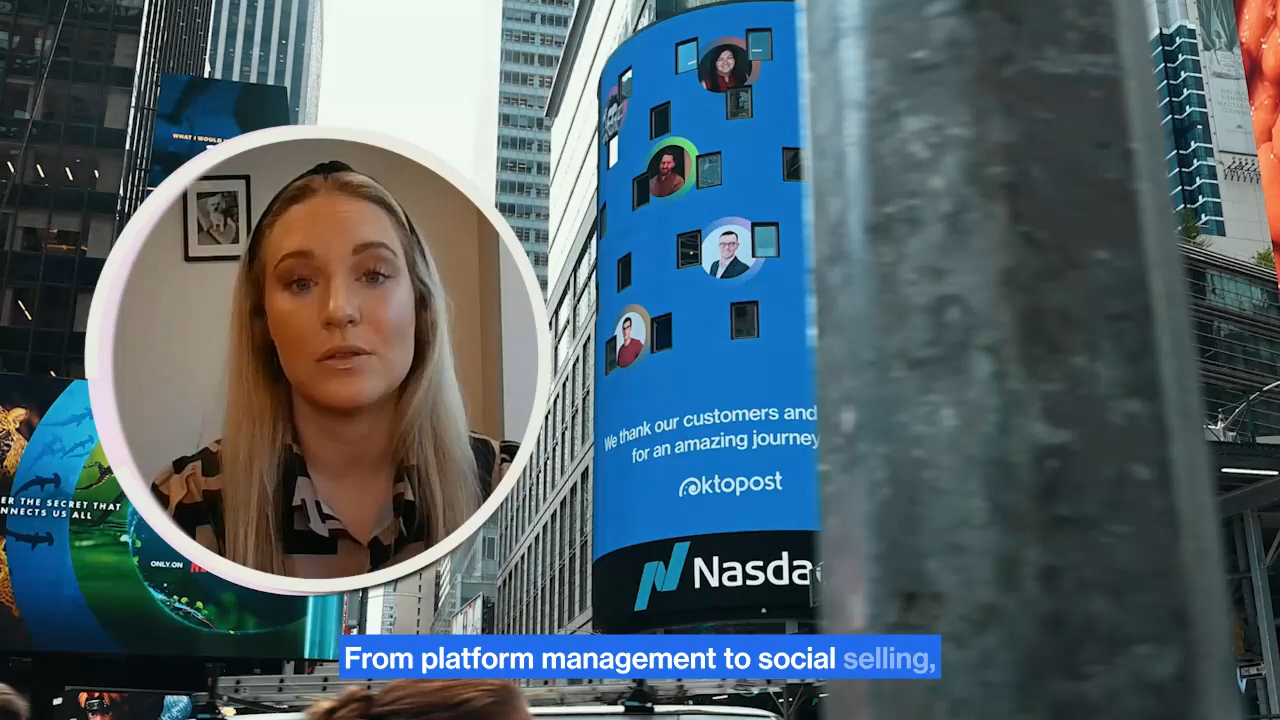 WHAT I WOULD
We thank our customers and
for an amazing journey
Oktopost
Nasda
ER THE SECRET THAT
NNECTS US ALL
ONLY ON
From platform management to social selling,